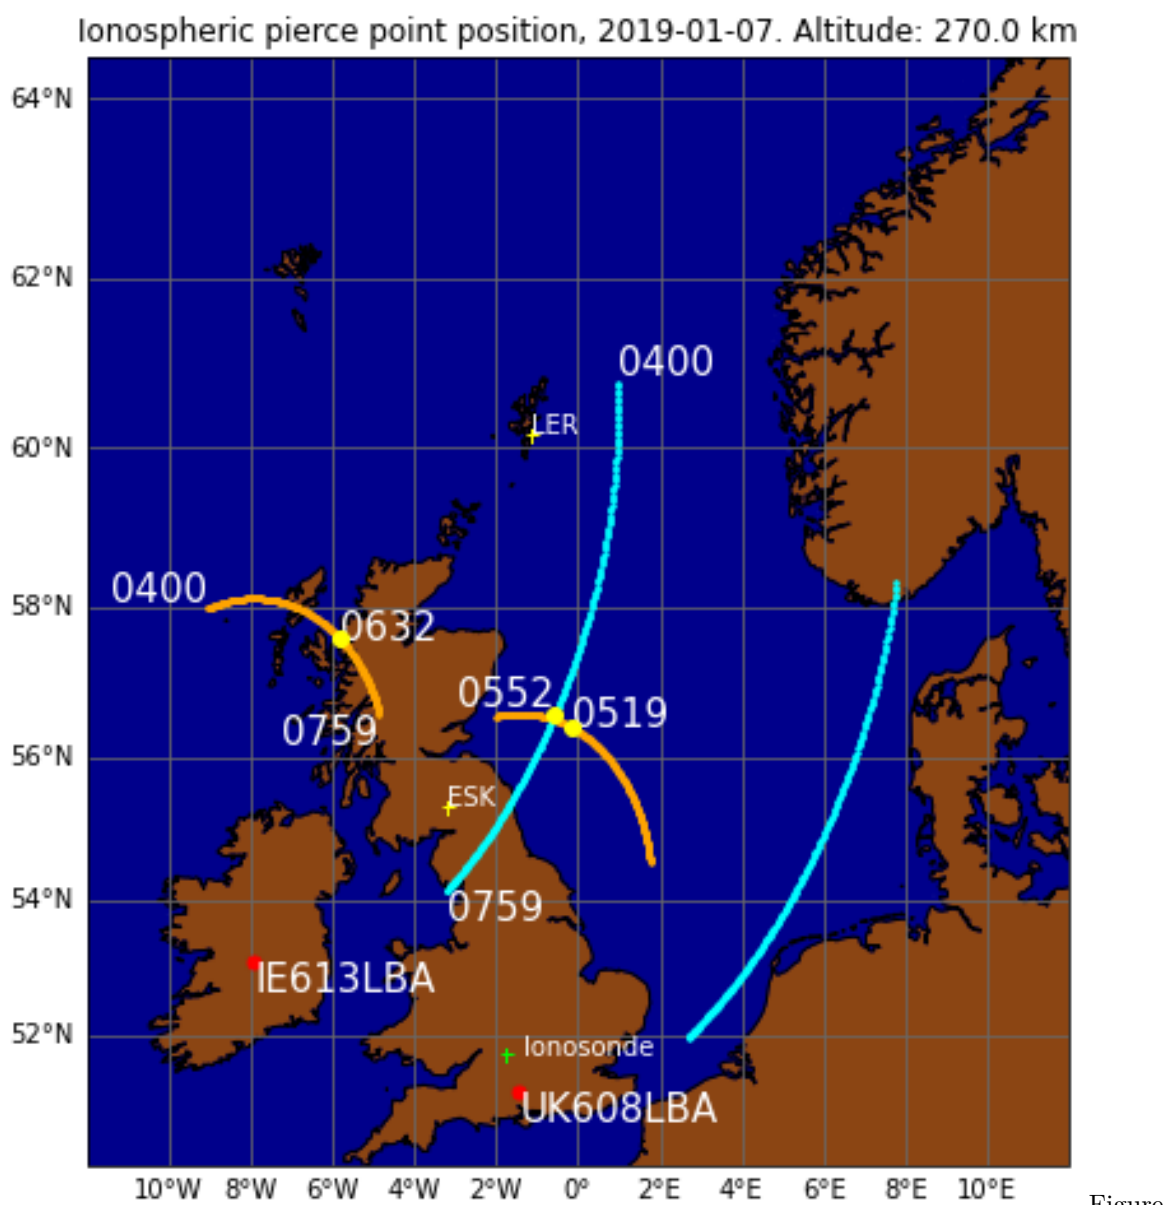 Ionospheric pierce point position, 2019-01-07. Altitude: 270.0 km
64°N
62°N
0400
LER
60°N
0400
58°N
0632
0552
0519
0759
56°N
ESK
54°N
0759
IE613LBA
52°N
Ionosonde
UK608LBA
10°W 8°W 6°W 4°W 2°W 0° 2°E 4°E 6°E 8°E 10°E
Figure